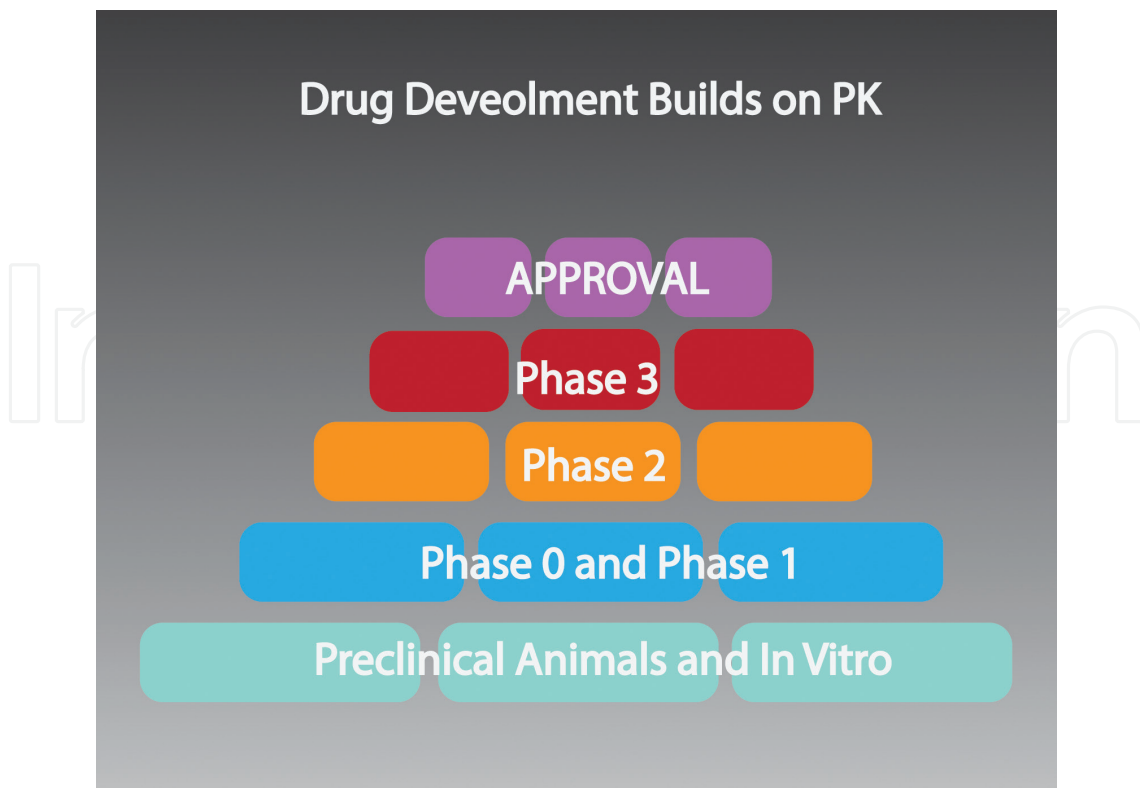 Drug Deveolment Builds on PK
APPROVAL
Phase 3
Phase 2
Phase 0 and Phase 1
Preclinical Animals and In Vitro